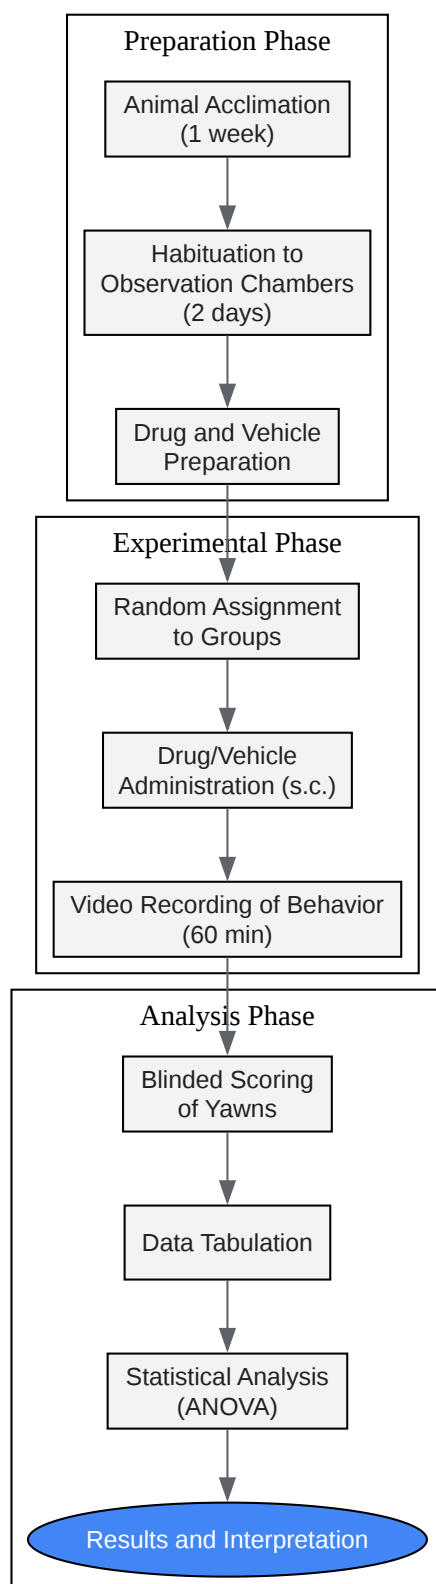 Preparation Phase
Animal Acclimation
(1 week)
Habituation to
Observation Chambers
(2 days)
Drug and Vehicle
Preparation
Experimental Phase
Random Assignment
to Groups
Drug/Vehicle
Administration (s.c.)
Video Recording of Behavior
(60 min)
Analysis Phase
Blinded Scoring
of Yawns
Data Tabulation
Statistical Analysis
(ANOVA)
Results and Interpretation